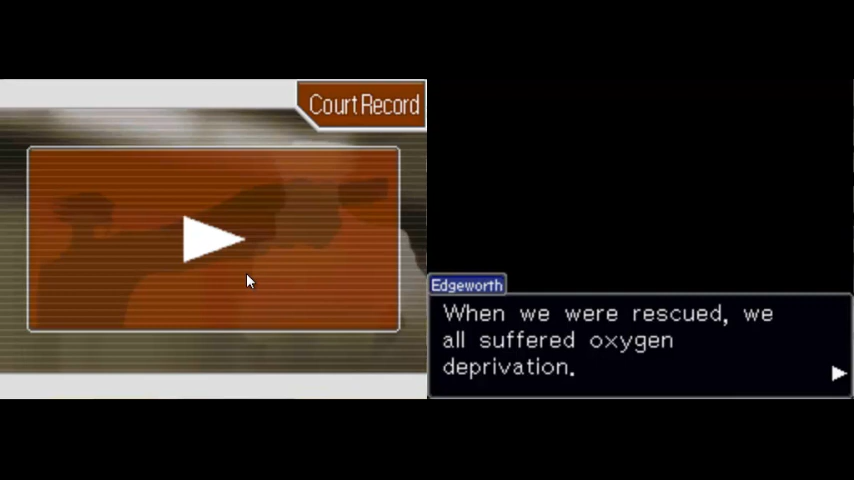 Court Record
Edgeworth
When we were rescued, we
all suffered oxygen
deprivation.